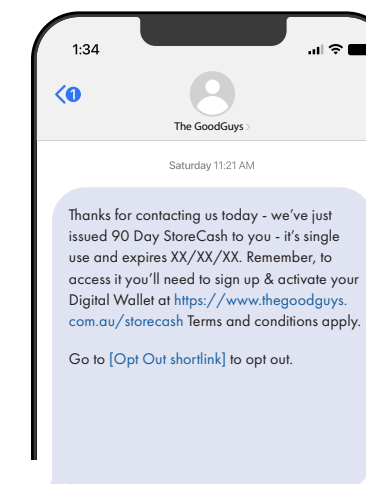 1:34
1
The GoodGuys
Saturday 11:21 AM
Thanks for contacting us today - we’ve just
issued 90 Day StoreCash to you - it’s single
use and expires XX/XX/XX. Remember, to
access it you’ll need to sign up & activate your
Digital Wallet at https://www.thegoodguys.
com.au/storecash Terms and conditions apply.
Go to [Opt Out shortlink] to opt out.